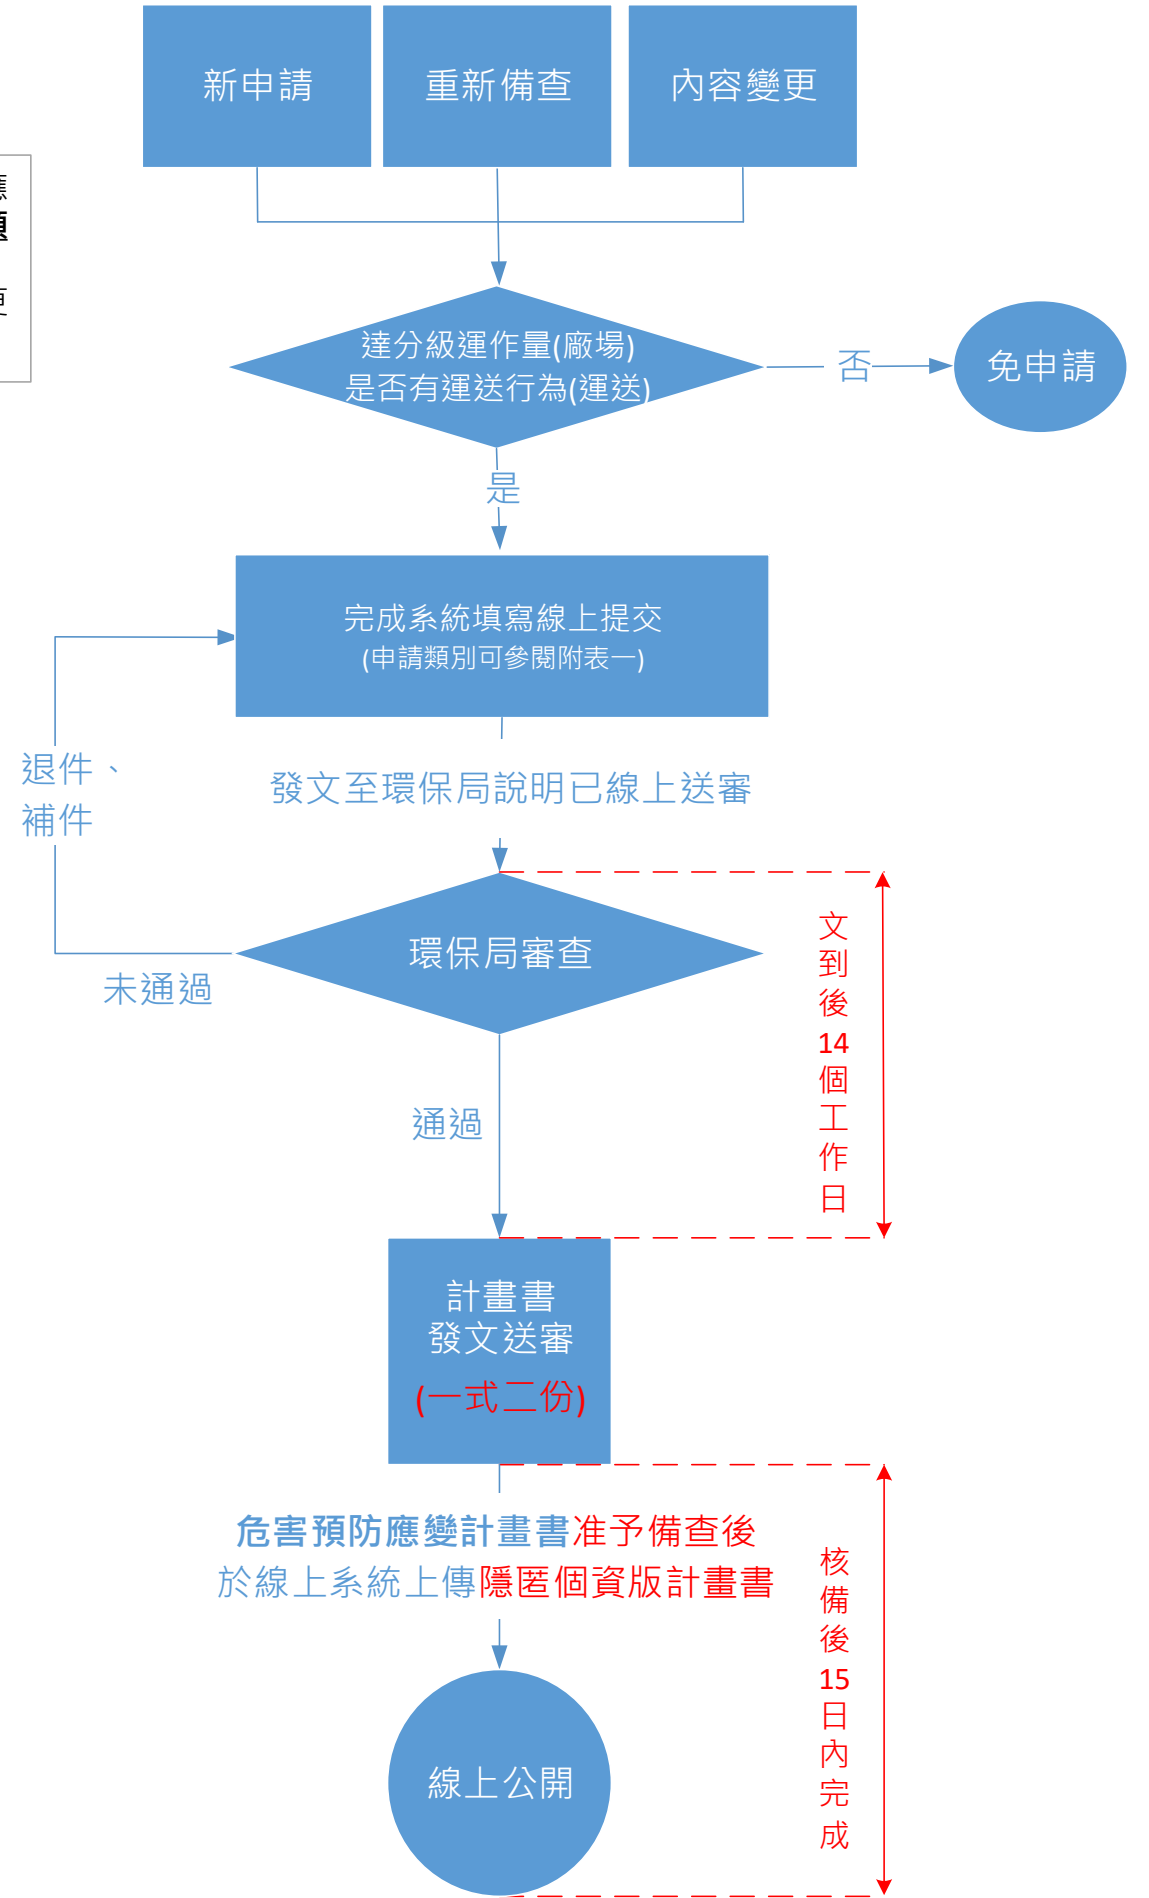 新申請
重新備查
內容變更
達分級運作量(廠場)
是否有運送行為(運送)
否
免申請
是
完成系統填寫線上提交
(申請類別可參閱附表一)
退件、
補件
發文至環保局說明已線上送審
環保局審查
未通過
文到後14個工作日
通過
計畫書
發文送審
(一式二份)
危害預防應變計畫書准予備查後
於線上系統上傳隱匿個資版計畫書
核備後15日內完成
線上公開